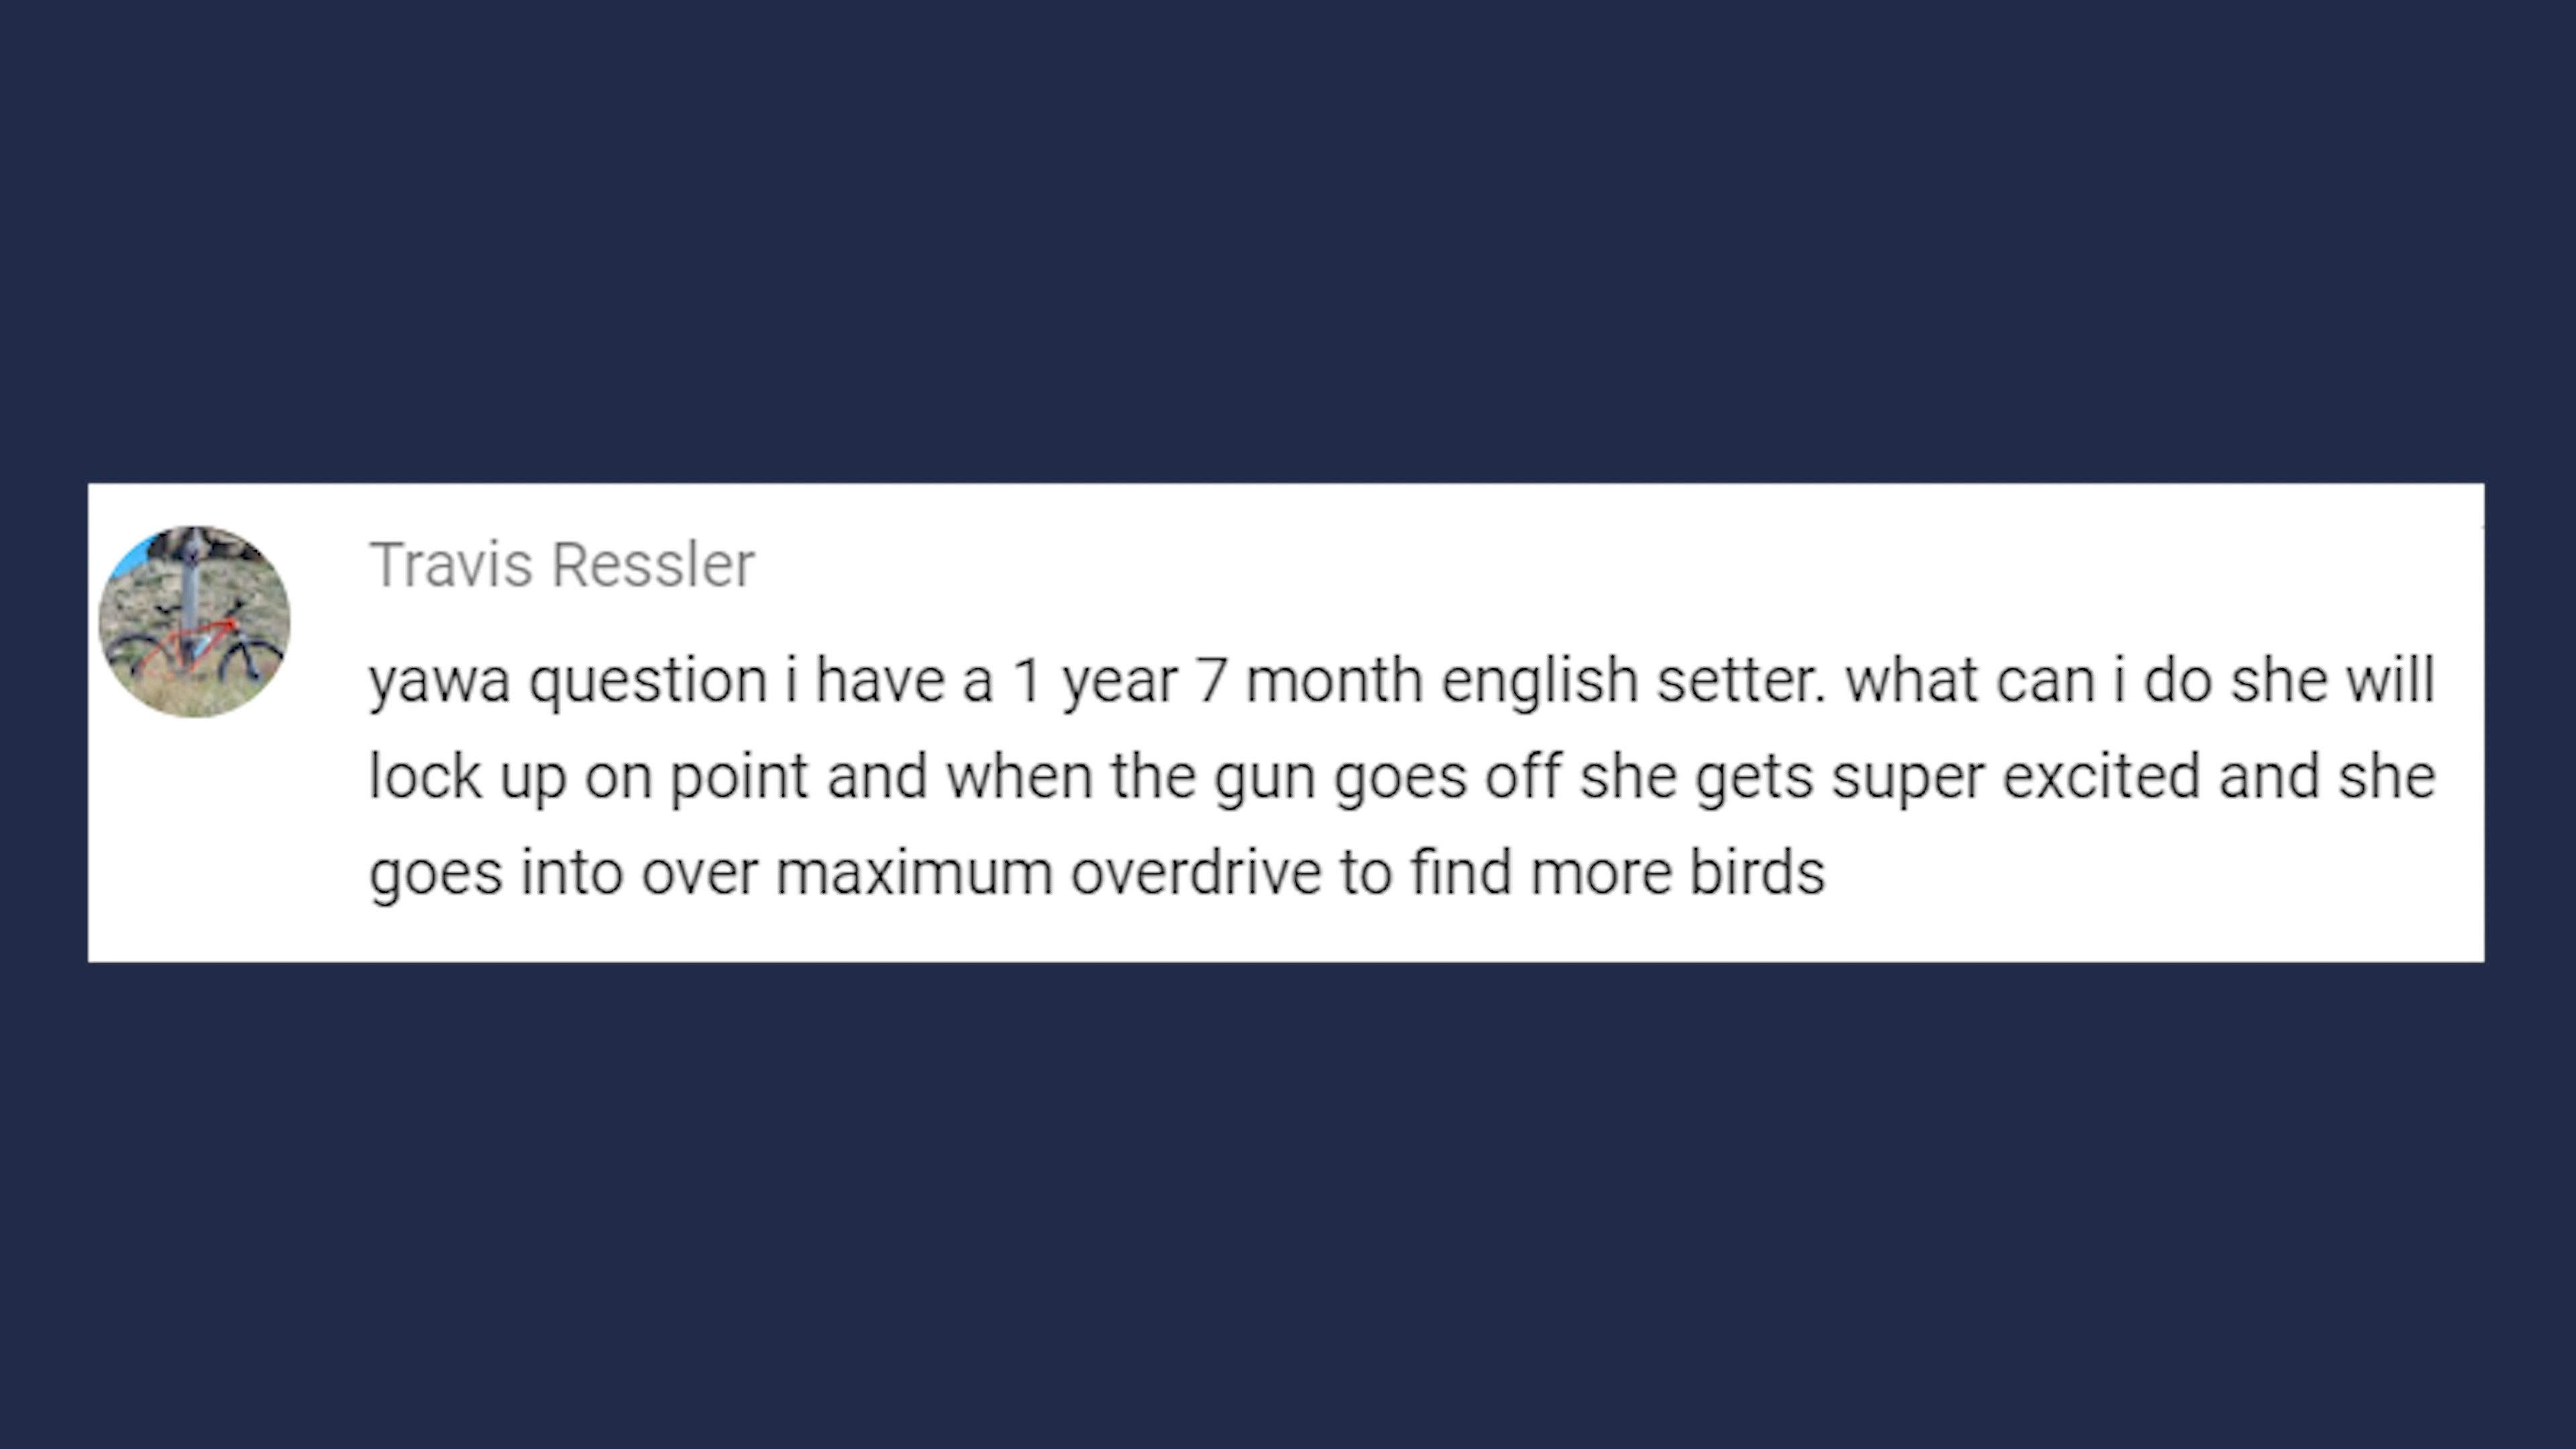 Travis Ressler
yawa question i have a 1 year 7 month english setter. what can i do she will
lock up on point and when the gun goes off she gets super excited and she
goes into over maximum overdrive to find more birds